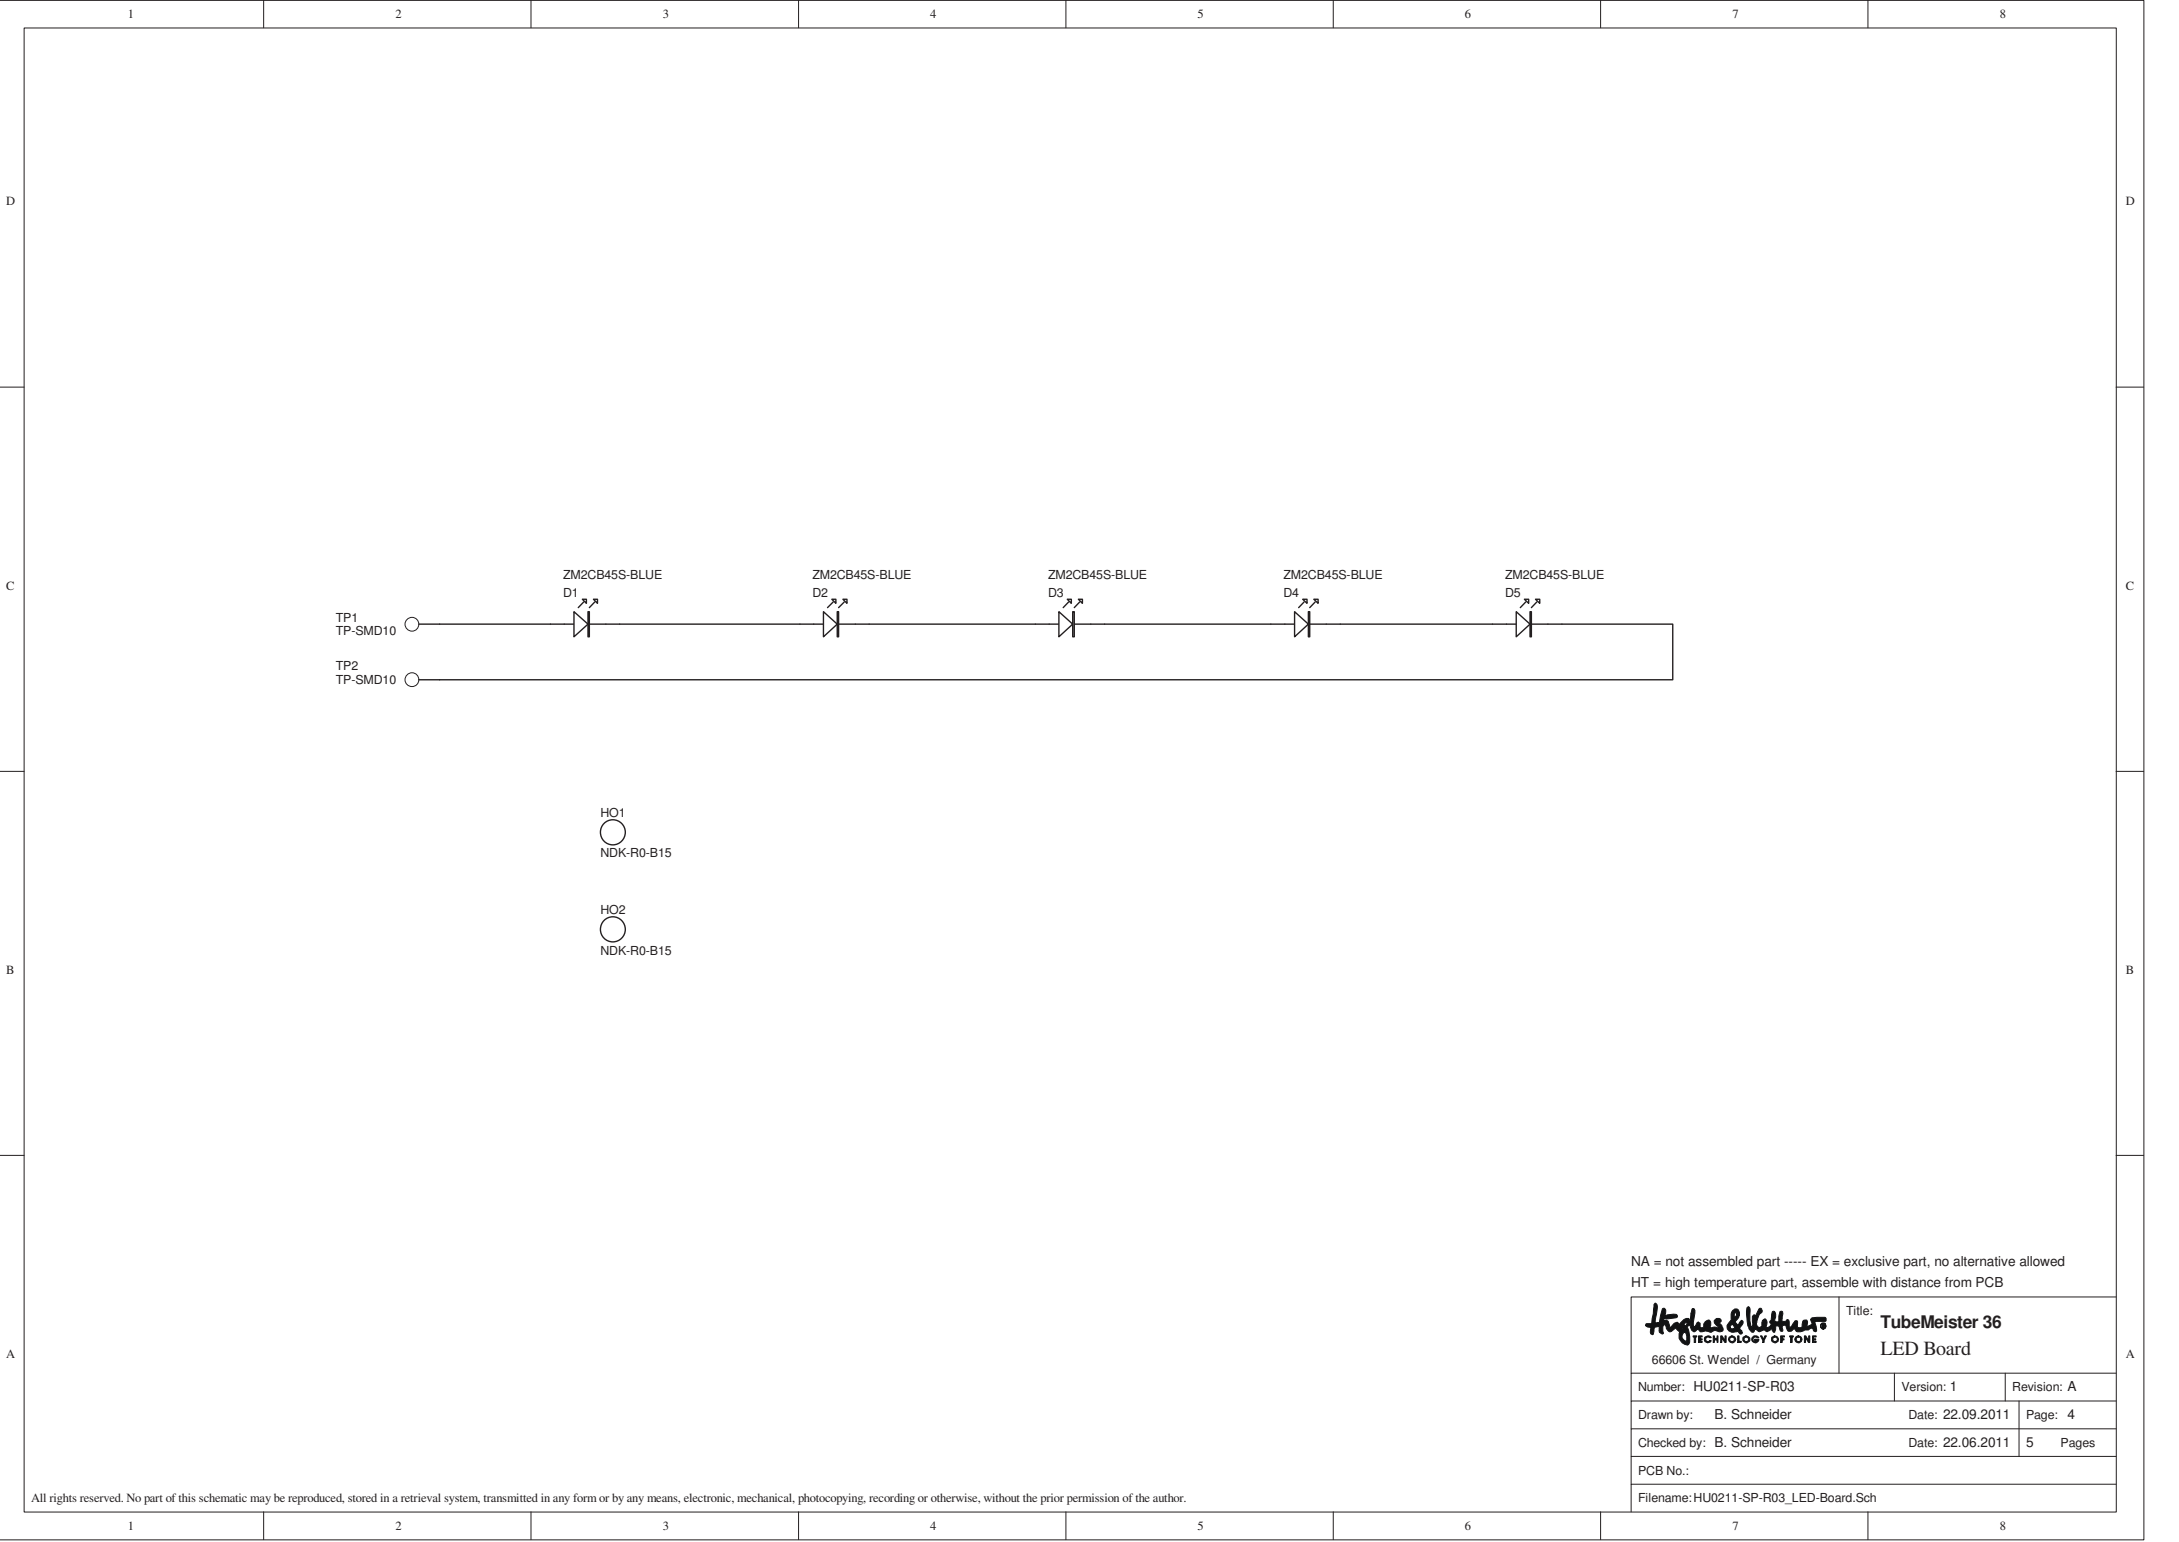 1 2 3 4 5 6 7 8
D D
ZM2CB45S-BLUE ZM2CB45S-BLUE ZM2CB45S-BLUE ZM2CB45S-BLUE ZM2CB45S-BLUE
C C
D1 D2 D3 D4 D5
TP1
TP-SMD10
TP2
TP-SMD10
HO1
NDK-R0-B15
HO2
NDK-R0-B15
B B
NA = not assembled part ----- EX = exclusive part, no alternative allowed
HT = high temperature part, assemble with distance from PCB
Hughes & Kettner
TECHNOLOGY OF TONE
66606 St. Wendel / Germany
Title: TubeMeister 36
LED Board
A A
Number: HU0211-SP-R03 Version: 1 Revision: A
Drawn by: B. Schneider Date: 22.09.2011 Page: 4
Checked by: B. Schneider Date: 22.06.2011 5 Pages
PCB No.:
Filename: HU0211-SP-R03_LED-Board.Sch
All rights reserved. No part of this schematic may be reproduced, stored in a retrieval system, transmitted in any form or by any means, electronic, mechanical, photocopying, recording or otherwise, without the prior permission of the author.
1 2 3 4 5 6 7 8